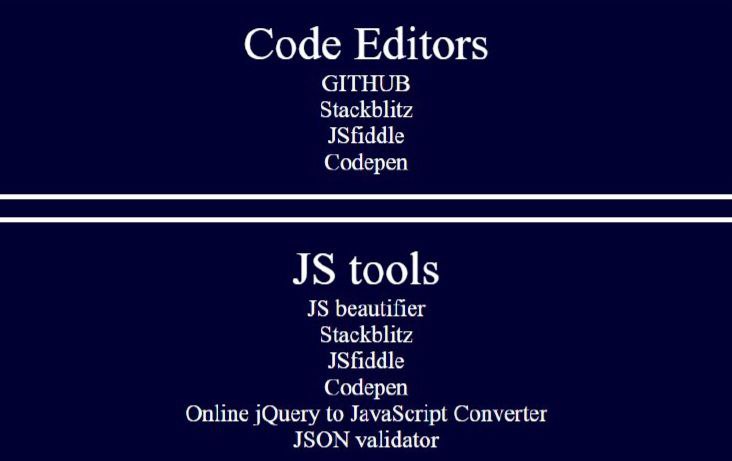 Code Editors
GITHUB
Stackblitz
JSfiddle
Codepen
JS tools
JS beautifier
Stackblitz
JSfiddle
Codepen
Online jQuery to JavaScript Converter
JSON validator